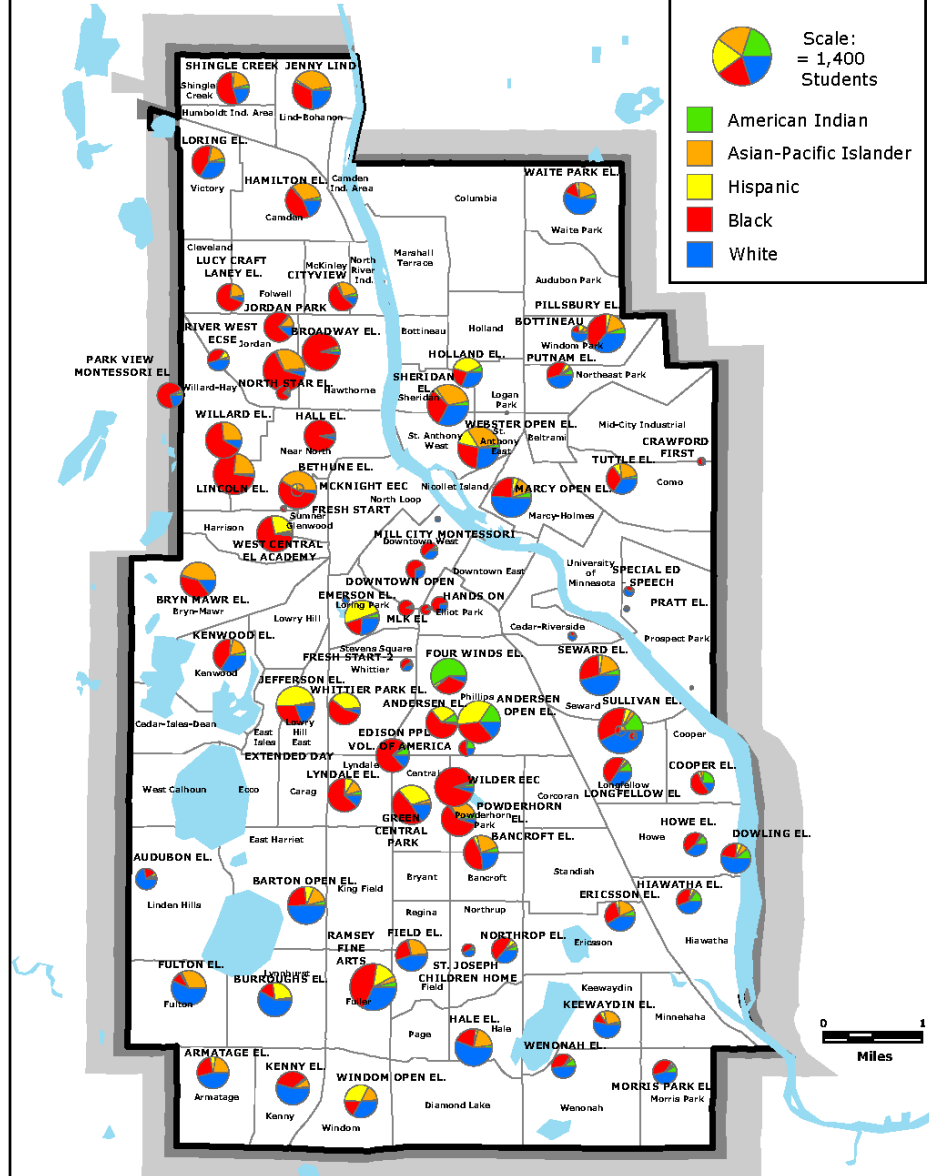 Scale:
= 1,400
Students
American Indian
Asian-Pacific Islander
Hispanic
Black
White
SHINGLE CREEK
JENNY LIND
Shingle
Creek
Humboldt Ind. Area
Lind-Bohanon
LORING EL.
Victory
HAMILTON EL.
Camden
Camden
Ind. Area
Columbia
WAITE PARK EL.
Waite Park
Cleveland
LUCY CRAFT
LANEY EL.
Folwell
McKinley
CITYVIEW
North
River
Ind.
Marshall
Terrace
Audubon Park
JORDAN PARK
RIVER WEST
ECSE
Jordan
BROADWAY EL.
Bottineau
Holland
PILLSBURY EL.
BOTTINEAU
Windom Park
PARK VIEW
MONTESSORI EL
Willard-Hay
NORTH STAR EL.
Hawthorne
HOLLAND EL.
SHERIDAN
EL.
Sheridan
PUTNAM EL.
Northeast Park
Logan
Park
WILLARD EL.
HALL EL.
Near North
St. Anthony
West
WEBSTER OPEN EL.
St.
Anthony
East
Beltrami
Mid-City Industrial
CRAWFORD
FIRST
LINCOLN EL.
BETHUNE EL.
MCKNIGHT EEC
North Loop
FRESH START
Sumner
Glenwood
Nicollet Island
MARCY OPEN EL.
Marcy-Holmes
TUTTLE EL.
Como
Harrison
WEST CENTRAL
EL ACADEMY
MILL CITY MONTESSORI
Downtown West
Downtown East
University
of
Minnesota
SPECIAL ED
SPEECH
PRATT EL.
BRYN MAWR EL.
Bryn-Mawr
DOWNTOWN OPEN
EMERSON EL.
Loring Park
HANDS ON
MLK EL
Elliot Park
Lowry Hill
Cedar-Riverside
Prospect Park
KENWOOD EL.
Kenwood
Stevens Square
FRESH START 2
Whittier
FOUR WINDS EL.
SEWARD EL.
Seward
SULLIVAN EL.
JEFFERSON EL.
WHITTIER PARK EL.
Phillips
ANDERSEN EL.
ANDERSEN
OPEN EL.
Cedar-Isles-Dean
East
Isles
Lowry
Hill
East
EDISON PPL
VOL. OF AMERICA
Lyndale
Cooper
EXTENDED DAY
Central
West Calhoun
Ecco
LYNDALE EL.
Carag
WILDER EEC
Corcoran
Longfellow
LONGFELLOW EL
COOPER EL.
GREEN
CENTRAL
PARK
POWDERHORN
EL.
Powderhorn
Park
BANCROFT EL.
Bancroft
East Harriet
Howe
HOWE EL.
DOWLING EL.
AUDUBON EL.
Linden Hills
BARTON OPEN EL.
King Field
Bryant
Standish
ERICSSON EL.
HIAWATHA EL.
Regina
Northrup
RAMSEY
FINE
ARTS
FIELD EL.
NORTHROP EL.
Ericsson
Hiawatha
ST. JOSEPH
CHILDREN HOME
Field
FULTON EL.
Fulton
Lynnhurst
BURROUGHS EL.
Fuller
Keewaydin
KEEWAYDIN EL.
Minnehaha
Page
HALE EL.
Hale
WENONAH EL.
0
1
Miles
ARMATAGE EL.
Armatage
KENNY EL.
Kenny
WINDOM OPEN EL.
Windom
Diamond Lake
Wenonah
MORRIS PARK EL
Morris Park